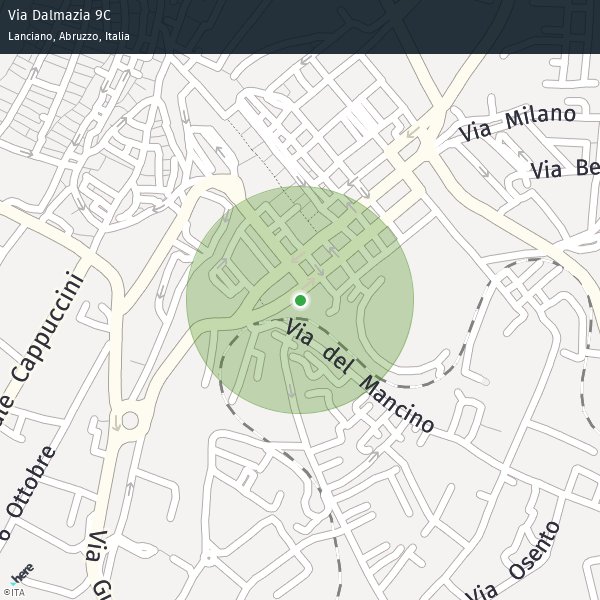 Via Dalmazia 9C
Lanciano, Abruzzo, Italia
Via Milano
Via Be
ale Cappuccini
Via del Mancino
Ottobre
Via G
Via Osento
here
©ITA